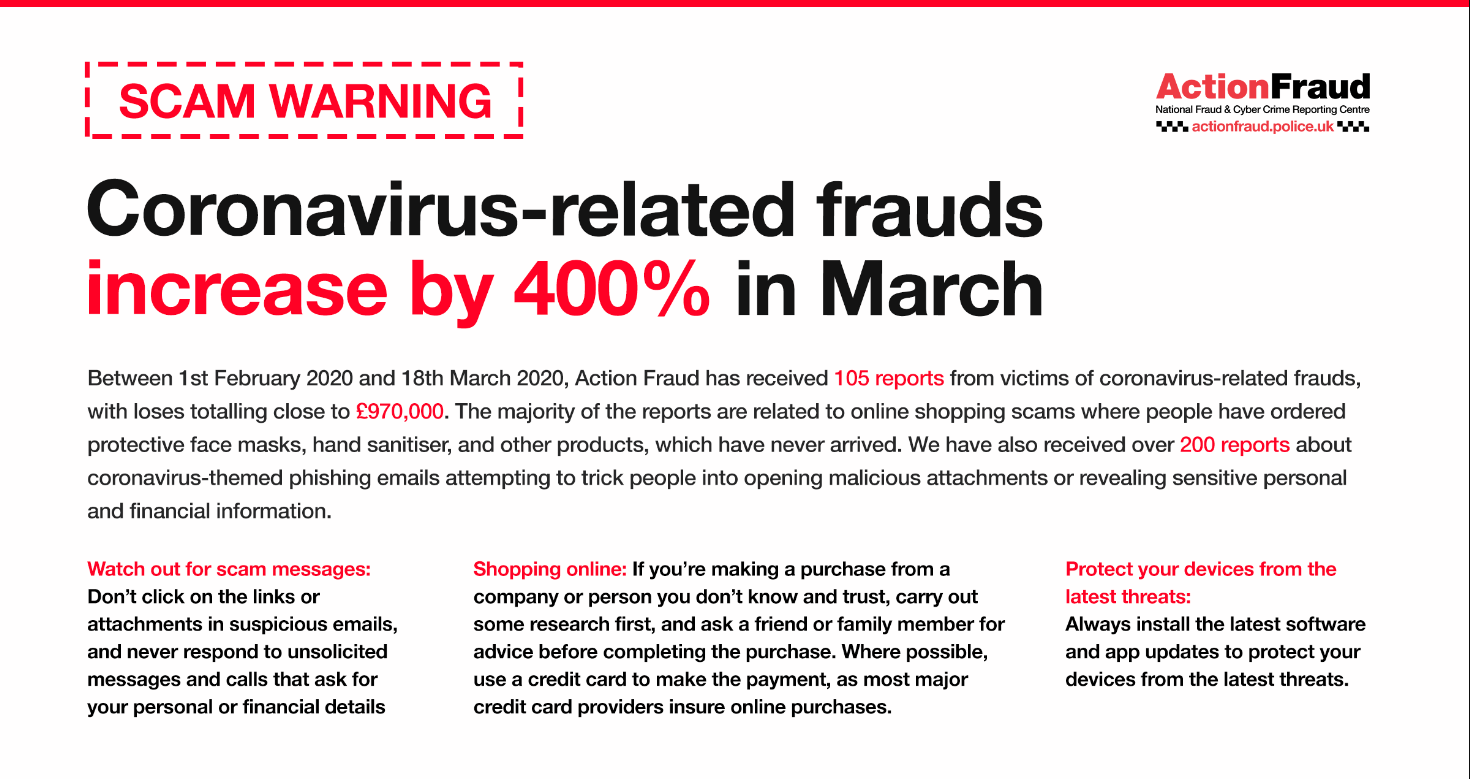 SCAM WARNING
ActionFraud
National Fraud & Cyber Crime Reporting Centre
actionfraud.police.uk
Coronavirus-related frauds
increase by 400% in March
Between 1st February 2020 and 18th March 2020, Action Fraud has received 105 reports from victims of coronavirus-related frauds,
with loses totalling close to £970,000. The majority of the reports are related to online shopping scams where people have ordered
protective face masks, hand sanitiser, and other products, which have never arrived. We have also received over 200 reports about
coronavirus-themed phishing emails attempting to trick people into opening malicious attachments or revealing sensitive personal
and financial information.
Watch out for scam messages:
Don’t click on the links or
attachments in suspicious emails,
and never respond to unsolicited
messages and calls that ask for
your personal or financial details
Shopping online: If you’re making a purchase from a
company or person you don’t know and trust, carry out
some research first, and ask a friend or family member for
advice before completing the purchase. Where possible,
use a credit card to make the payment, as most major
credit card providers insure online purchases.
Protect your devices from the
latest threats:
Always install the latest software
and app updates to protect your
devices from the latest threats.